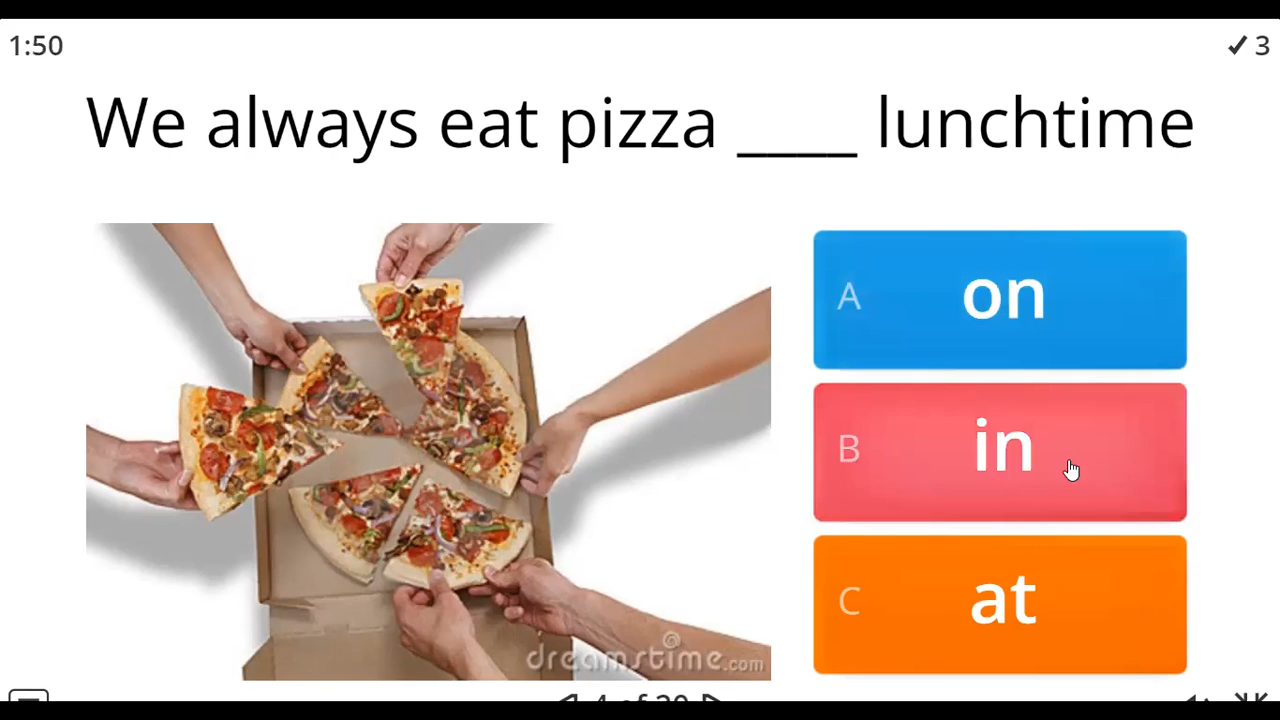 1:50
✓ 3
We always eat pizza ____ lunchtime
A on
B in
C at
dreamstime.com